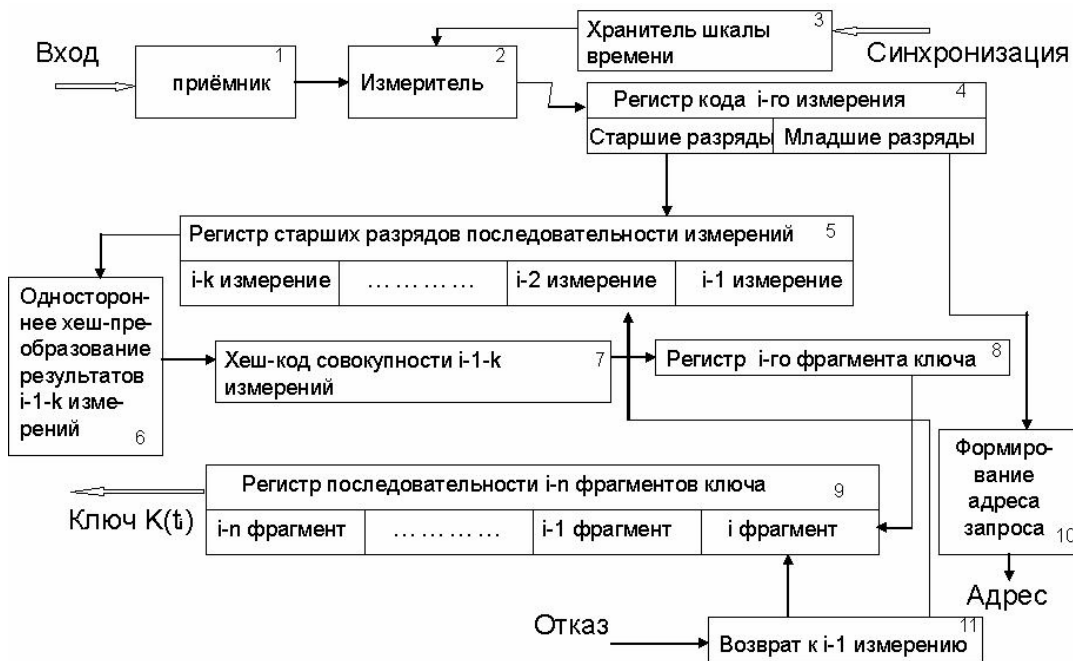 Вход
1
приёмник
2
Измеритель
3
Хранитель шкалы
времени
Синхронизация
4
Регистр кода i-го измерения
Старшие разряды
Младшие разряды
Регистр старших разрядов последовательности измерений
5
i-k измерение
…………
i-2 измерение
i-1 измерение
Односторон-
нее хеш-пре-
образование
результатов
i-1-k изме-
рений
6
Хеш-код совокупности i-1-k
измерений
7
Регистр i-го фрагмента ключа
8
Формиро-
вание
адреса
запроса
10
Адрес
Регистр последовательности i-n фрагментов ключа
9
i-n фрагмент
…………
i-1 фрагмент
i фрагмент
Ключ K(tᵢ)
Отказ
11
Возврат к i-1 измерению